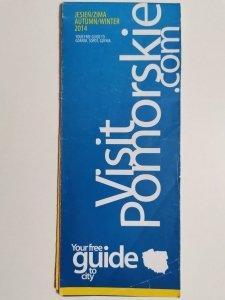 JESIEŃ/ZIMA
AUTUMN/WINTER
2014
YOUR FREE GUIDE TO
GDAŃSK, SOPOT, GDYNIA
Visit
Pomorskie
.com
Your free
guide
to
city